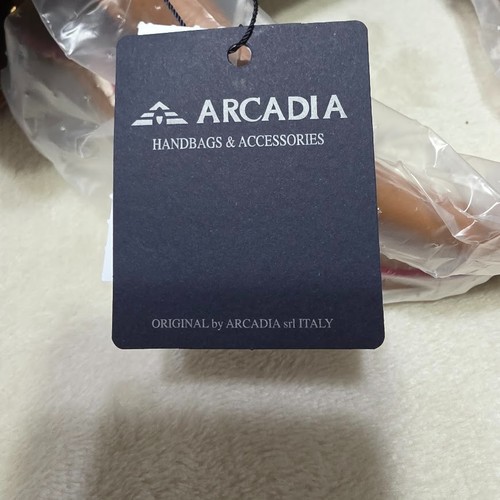 ARCADIA
HANDBAGS & ACCESSORIES
ORIGINAL by ARCADIA srl ITALY